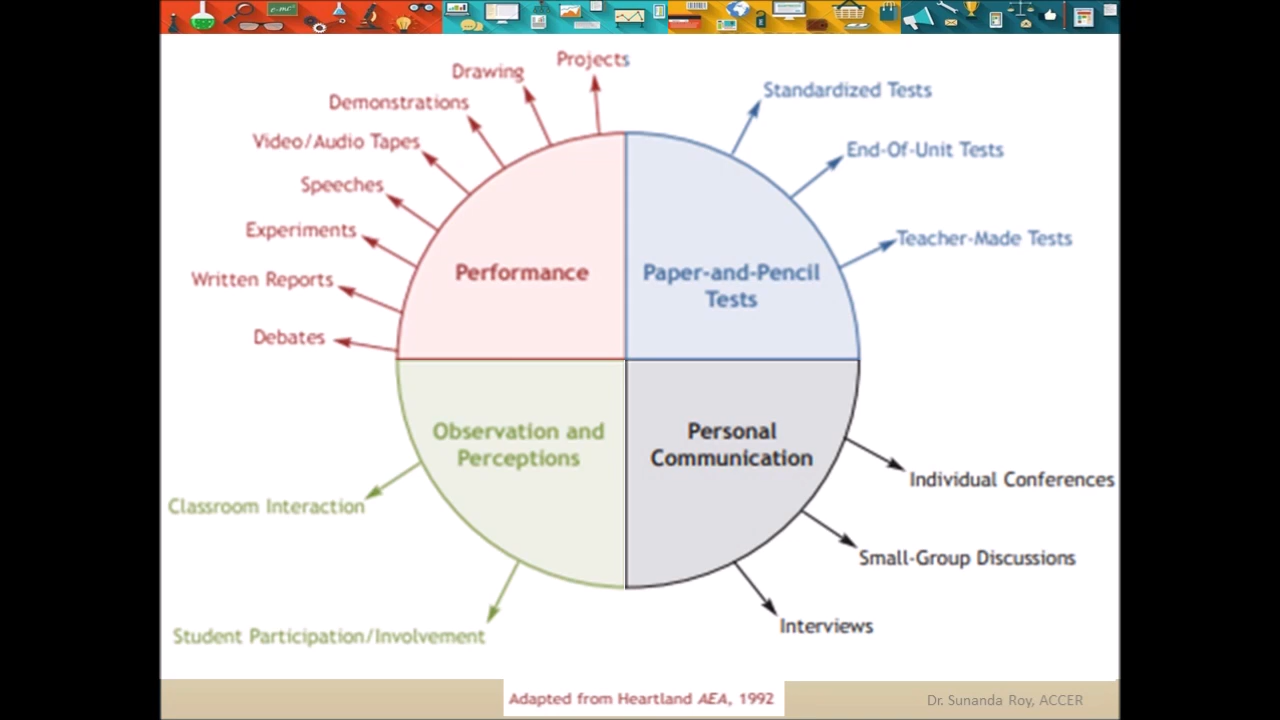 Projects
Drawing
Demonstrations
Video/Audio Tapes
Speeches
Experiments
Written Reports
Debates
Performance
Standardized Tests
End-Of-Unit Tests
Teacher-Made Tests
Paper-and-Pencil
Tests
Observation and
Perceptions
Classroom Interaction
Student Participation/Involvement
Personal
Communication
Individual Conferences
Small-Group Discussions
Interviews
Adapted from Heartland AEA, 1992
Dr. Sunanda Roy, ACCER